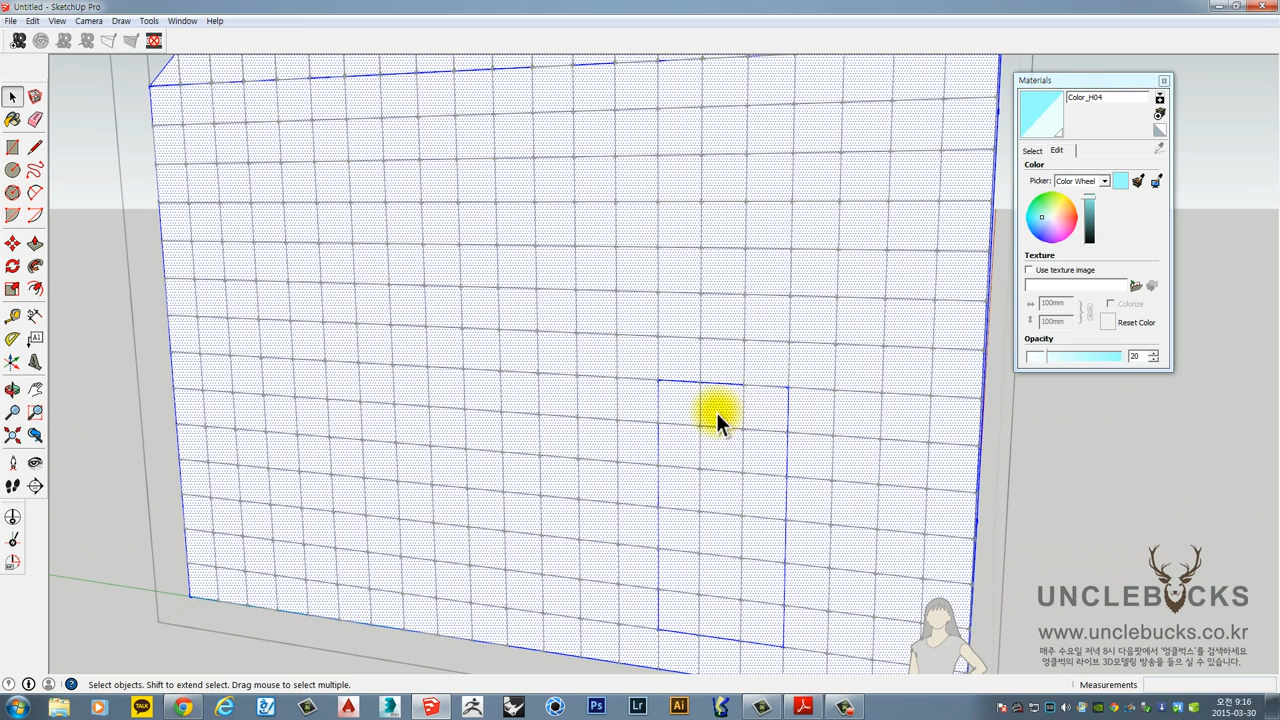 Untitled - SketchUp Pro
File Edit View Camera Draw Tools Window Help
Materials
Color_H04
Select Edit
Color
Picker: Color Wheel
Texture
Use texture image
100mm
Colorize
100mm
Reset Color
Opacity
20
A1
UNCLEBUCKS
www.unclebucks.co.kr
매주 수요일 저녁 8시 다음팟에서 '엉클벅스'를 검색하세요
엉클벅의 라이브 3D모델링 방송을 들으 실 수 있습니다.
Select objects. Shift to extend select. Drag mouse to select multiple.
Measurements
TALK
Ps
Lr
Ai
오전 9:16
2015-03-30